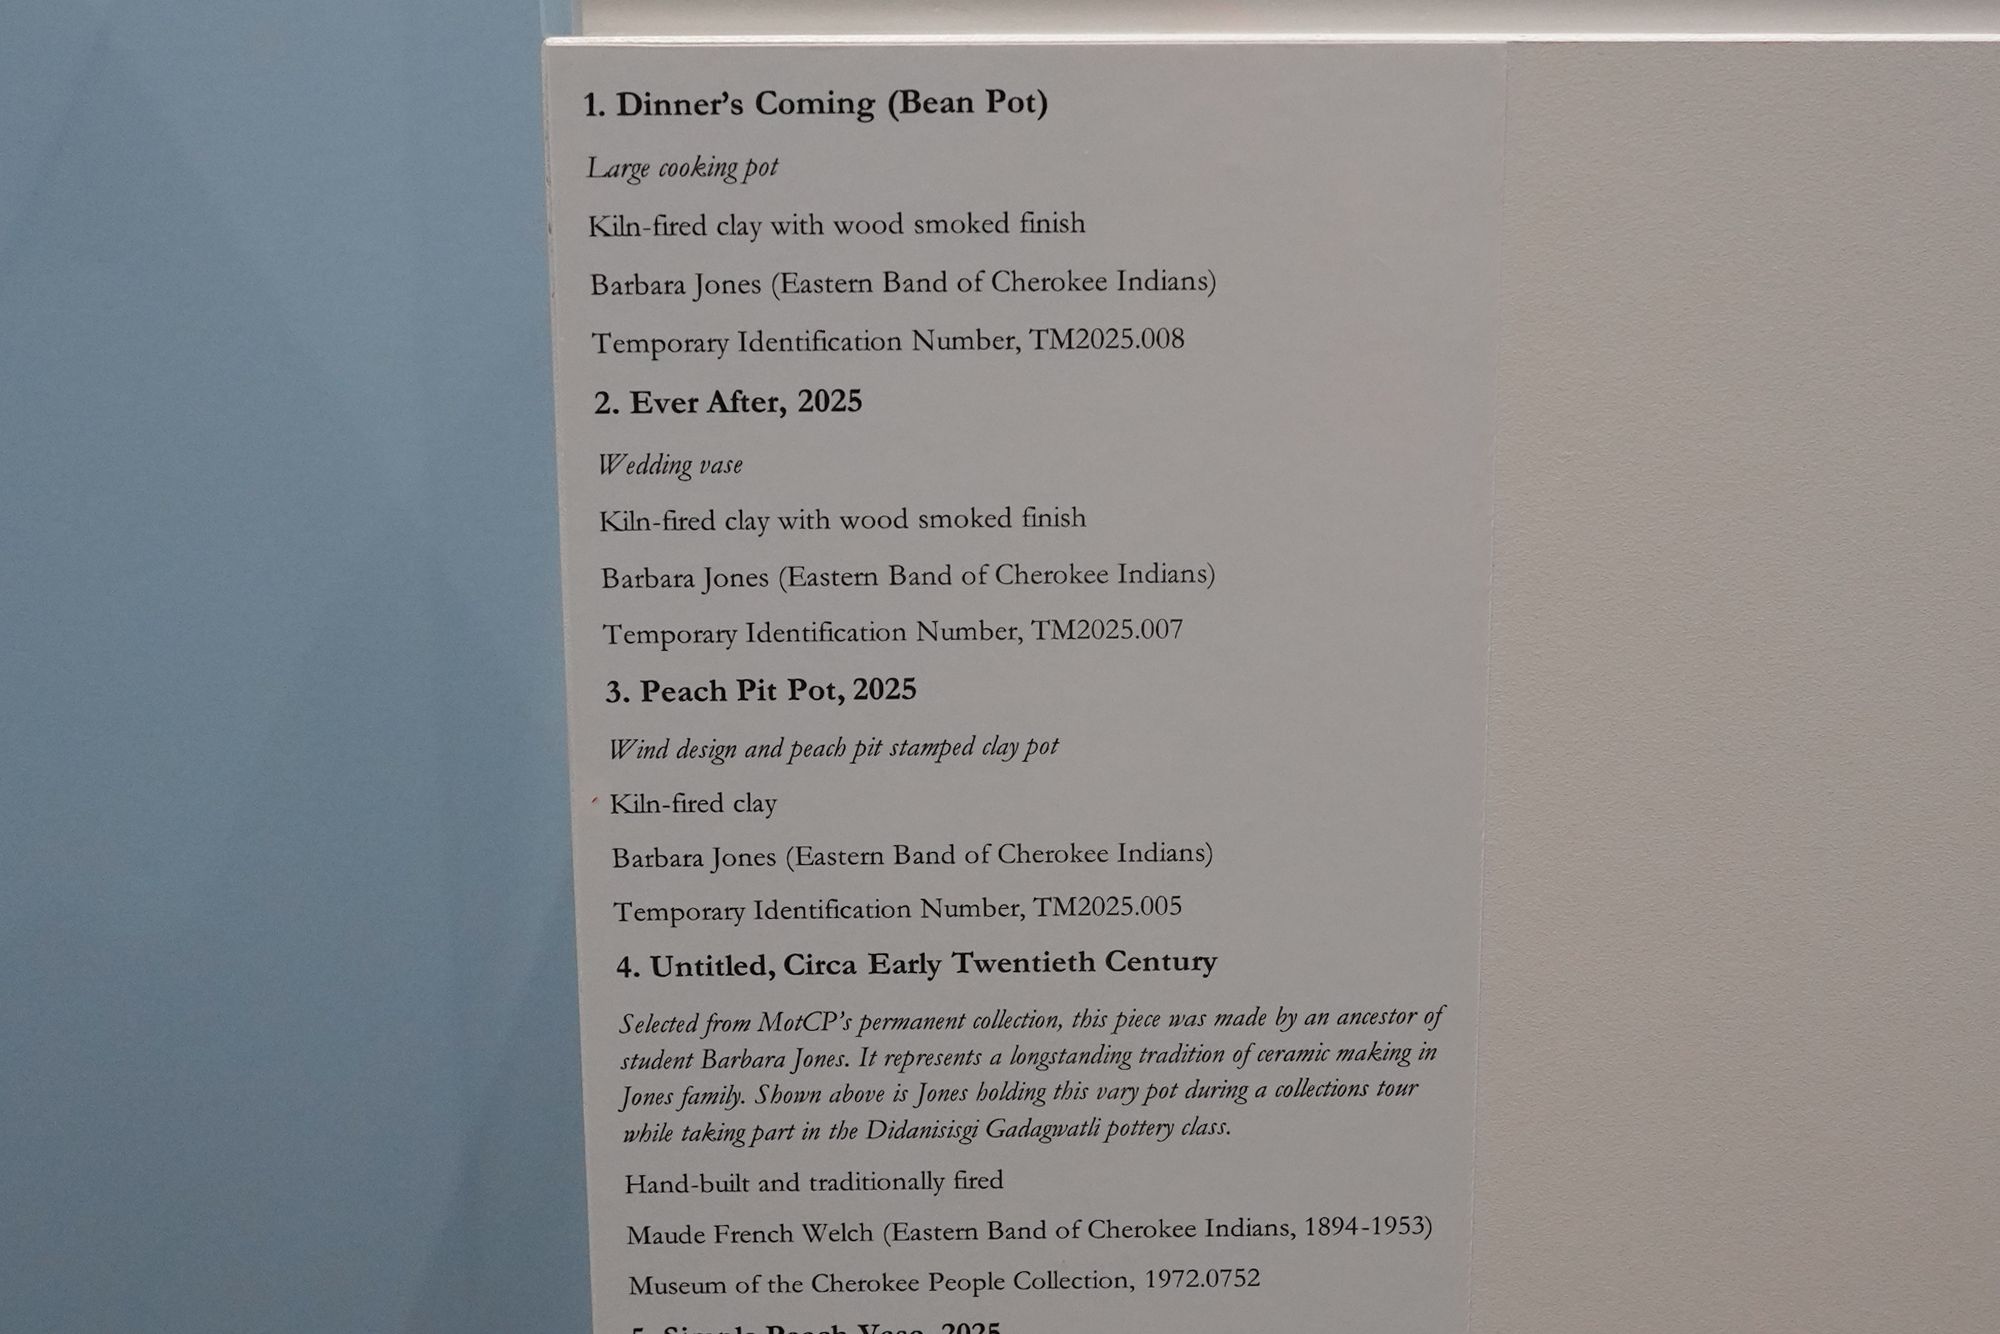 1. Dinner's Coming (Bean Pot)
Large cooking pot
Kiln-fired clay with wood smoked finish
Barbara Jones (Eastern Band of Cherokee Indians)
Temporary Identification Number, TM2025.008
2. Ever After, 2025
Wedding vase
Kiln-fired clay with wood smoked finish
Barbara Jones (Eastern Band of Cherokee Indians)
Temporary Identification Number, TM2025.007
3. Peach Pit Pot, 2025
Wind design and peach pit stamped clay pot
Kiln-fired clay
Barbara Jones (Eastern Band of Cherokee Indians)
Temporary Identification Number, TM2025.005
4. Untitled, Circa Early Twentieth Century
Selected from MotCP's permanent collection, this piece was made by an ancestor of
student Barbara Jones. It represents a longstanding tradition of ceramic making in
Jones family. Shown above is Jones holding this vary pot during a collections tour
while taking part in the Didanisisgi Gadagwatli pottery class.
Hand-built and traditionally fired
Maude French Welch (Eastern Band of Cherokee Indians, 1894-1953)
Museum of the Cherokee People Collection, 1972.0752
5. Simple Peach Vase, 2025